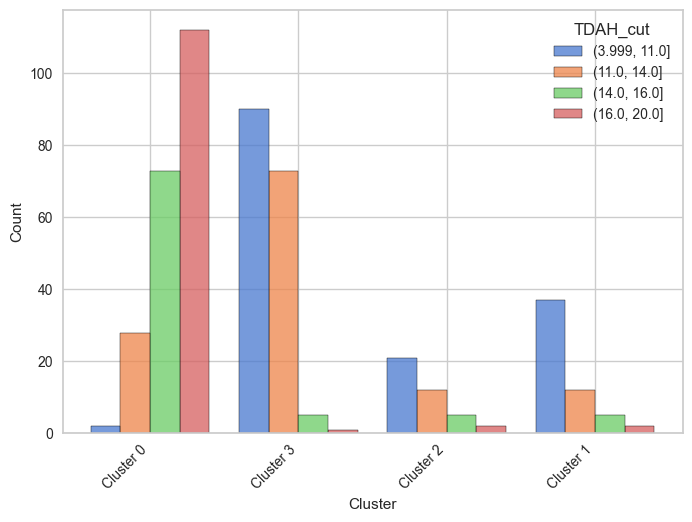 TDAH_cut
(3.999, 11.0]
(11.0, 14.0]
(14.0, 16.0]
(16.0, 20.0]
100
80
60
40
20
0
Count
Cluster 0
Cluster 3
Cluster 2
Cluster 1
Cluster